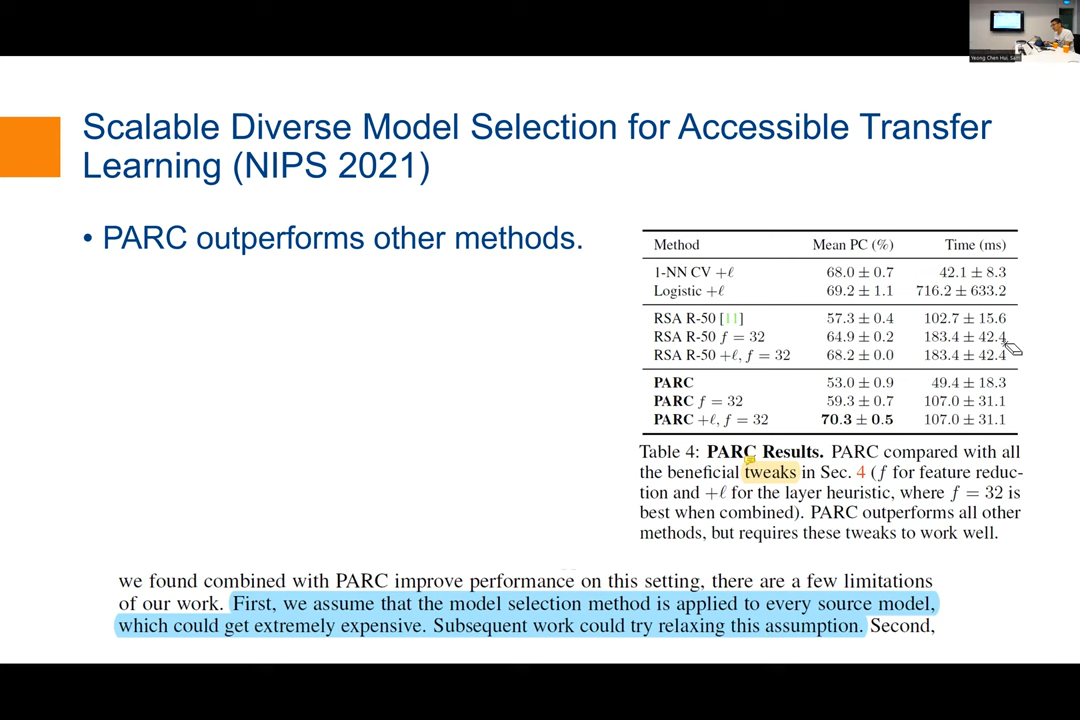 Yeong Chen Hui, Sam
Scalable Diverse Model Selection for Accessible Transfer
Learning (NIPS 2021)
• PARC outperforms other methods.
Method Mean PC (%) Time (ms)
1-NN CV +ℓ 68.0 ± 0.7 42.1 ± 8.3
Logistic +ℓ 69.2 ± 1.1 716.2 ± 633.2
RSA R-50 [11] 57.3 ± 0.4 102.7 ± 15.6
RSA R-50 f = 32 64.9 ± 0.2 183.4 ± 42.4
RSA R-50 +ℓ, f = 32 68.2 ± 0.0 183.4 ± 42.4
PARC 53.0 ± 0.9 49.4 ± 18.3
PARC f = 32 59.3 ± 0.7 107.0 ± 31.1
PARC +ℓ, f = 32 70.3 ± 0.5 107.0 ± 31.1
Table 4: PARC Results. PARC compared with all
the beneficial tweaks in Sec. 4 (f for feature reduc-
tion and +ℓ for the layer heuristic, where f = 32 is
best when combined). PARC outperforms all other
methods, but requires these tweaks to work well.
we found combined with PARC improve performance on this setting, there are a few limitations
of our work. First, we assume that the model selection method is applied to every source model,
which could get extremely expensive. Subsequent work could try relaxing this assumption. Second,